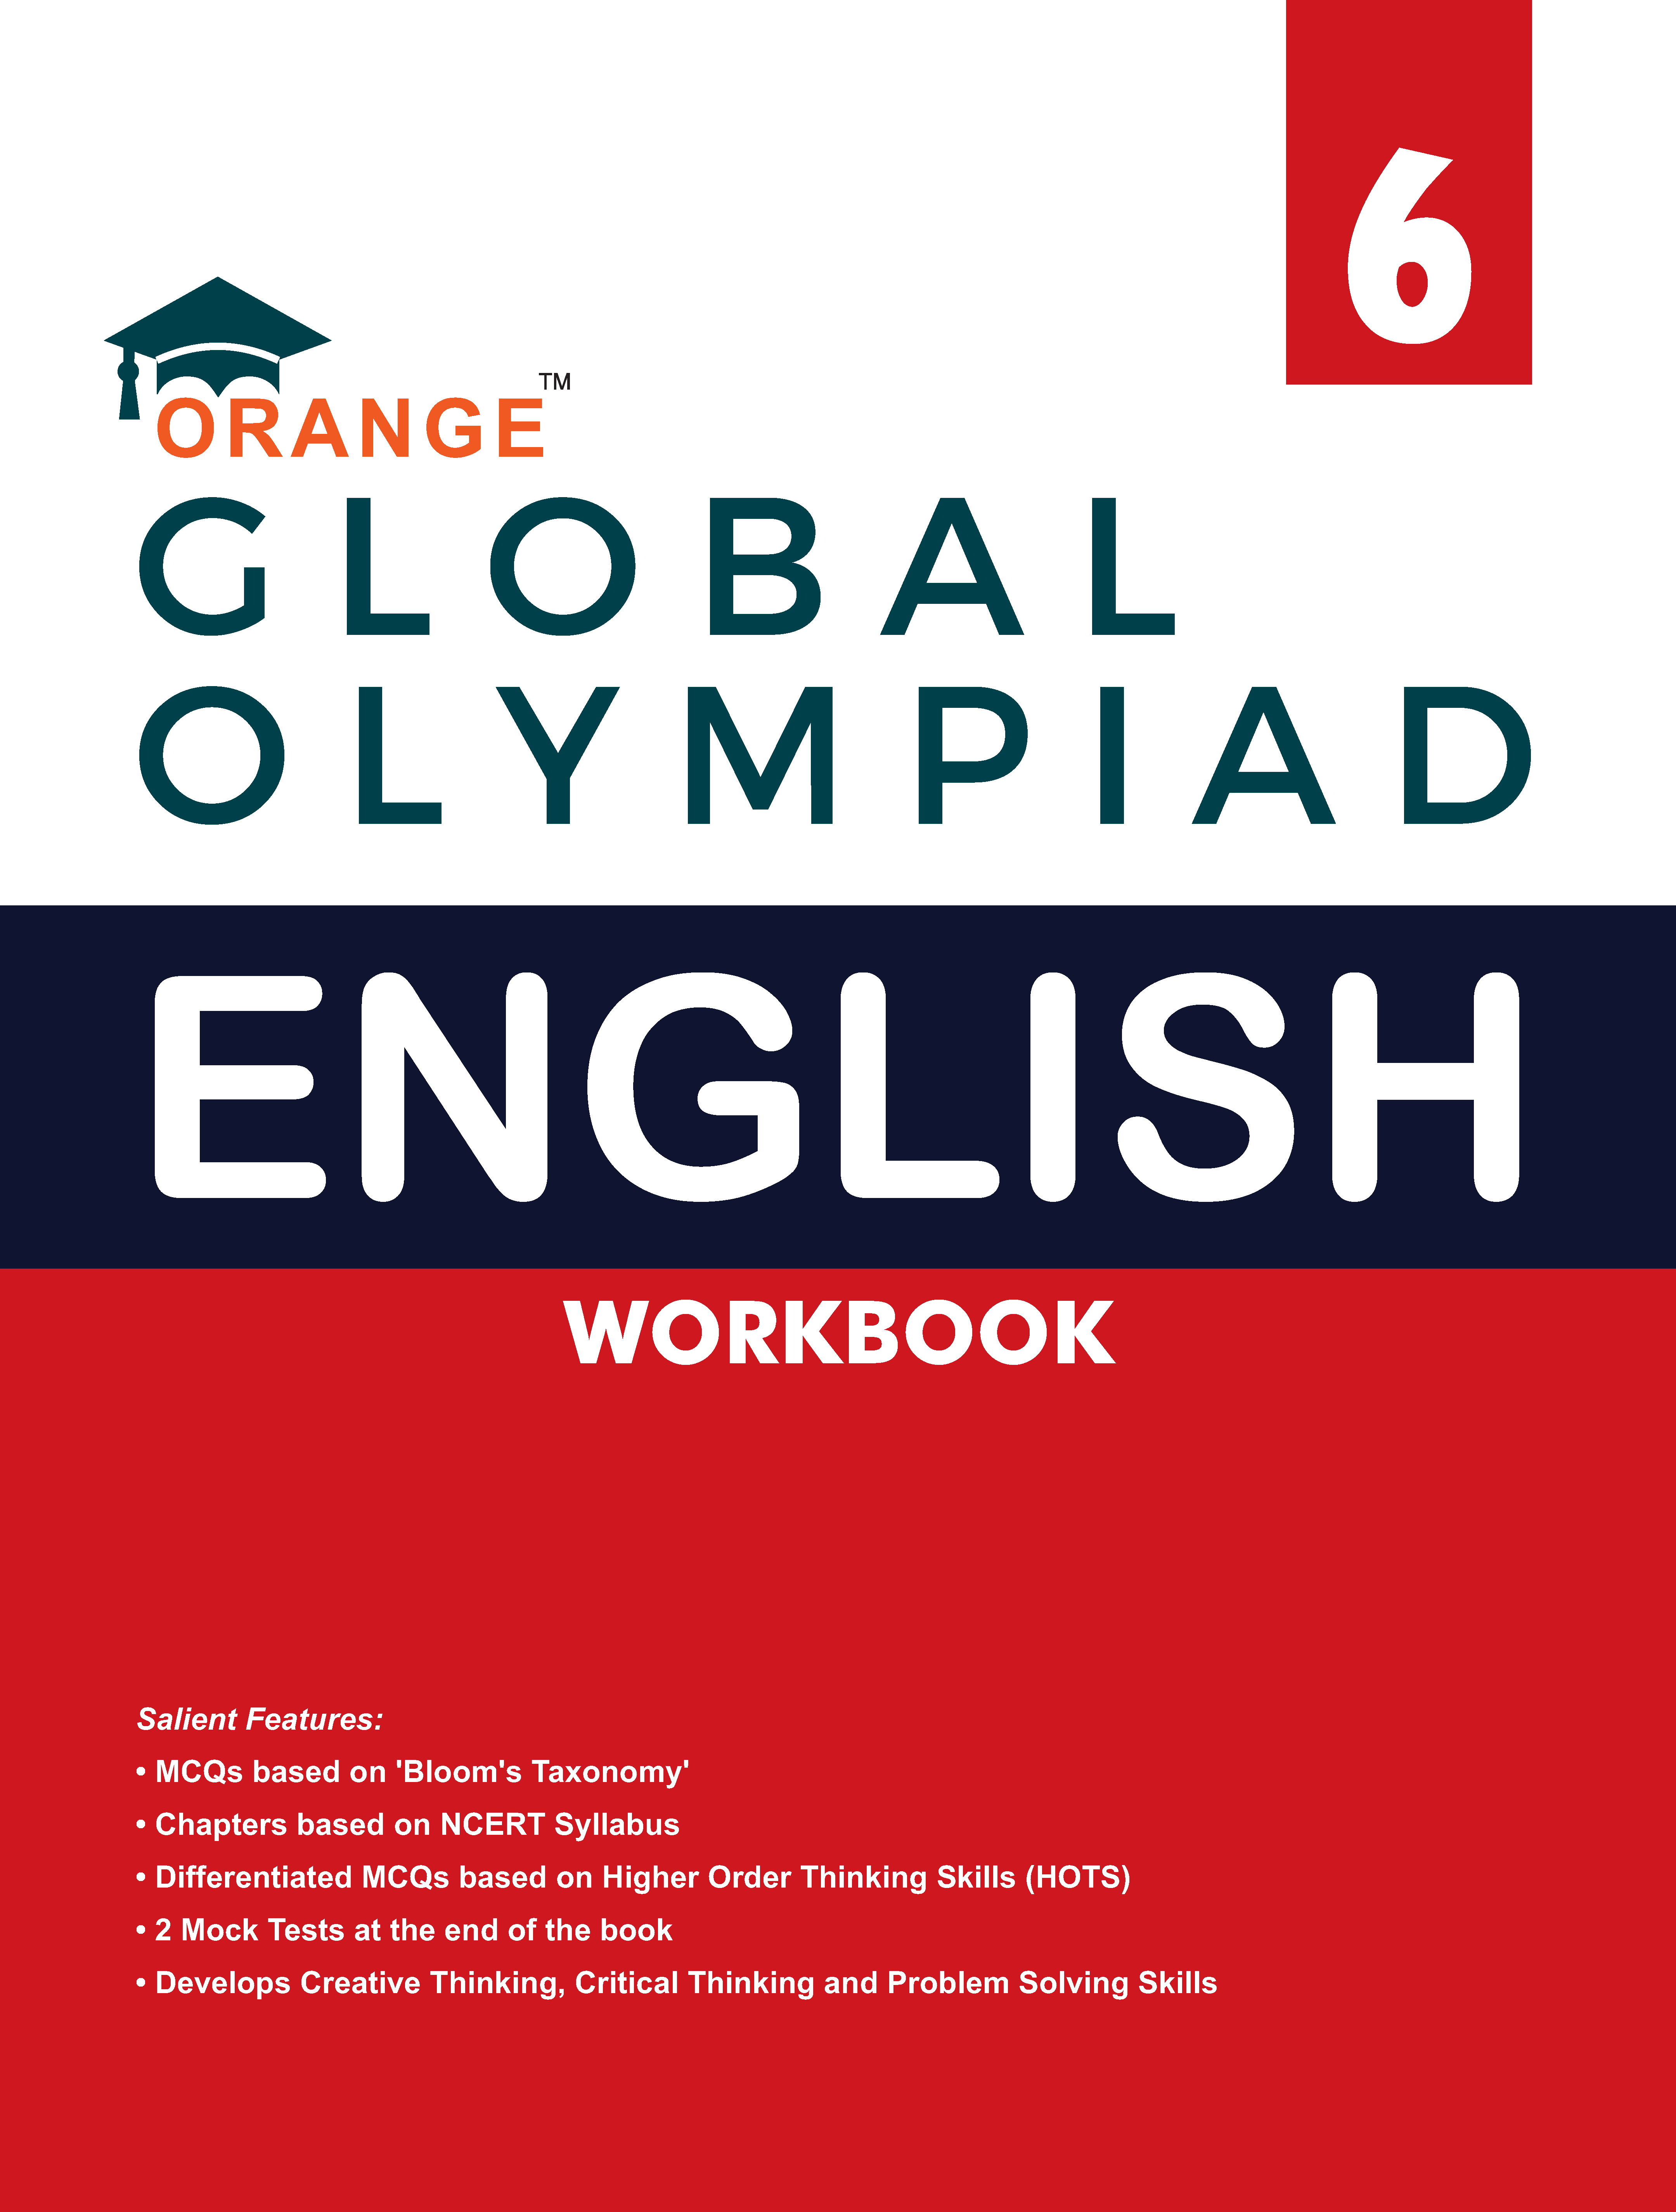 6
ORANGE™
GLOBAL
OLYMPIAD
ENGLISH
WORKBOOK
Salient Features:
• MCQs based on 'Bloom's Taxonomy'
• Chapters based on NCERT Syllabus
• Differentiated MCQs based on Higher Order Thinking Skills (HOTS)
• 2 Mock Tests at the end of the book
• Develops Creative Thinking, Critical Thinking and Problem Solving Skills